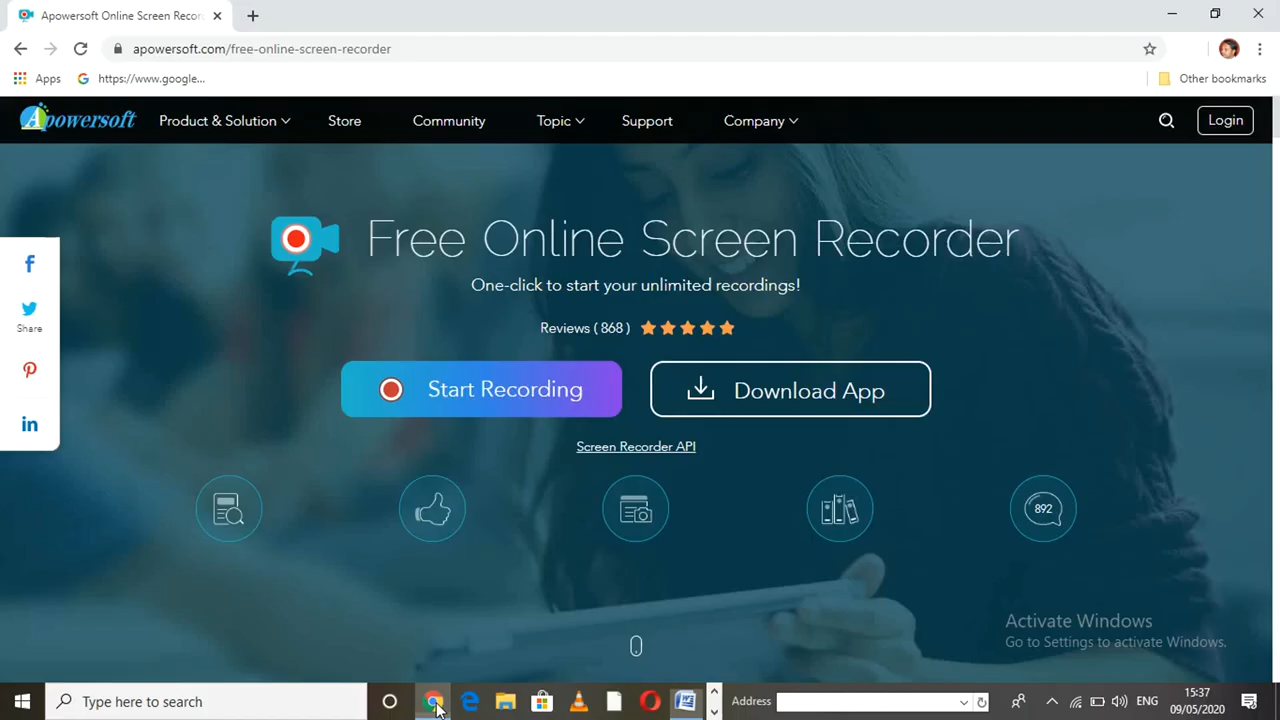 Apowersoft Online Screen Recor
apowersoft.com/free-online-screen-recorder
Apps https://www.google... Other bookmarks
Apowersoft Product & Solution Store Community Topic Support Company Login
Free Online Screen Recorder
One-click to start your unlimited recordings!
Reviews ( 868 )
Share
Start Recording Download App
Screen Recorder API
892
Activate Windows
Go to Settings to activate Windows.
Type here to search Address ENG 15:37
09/05/2020